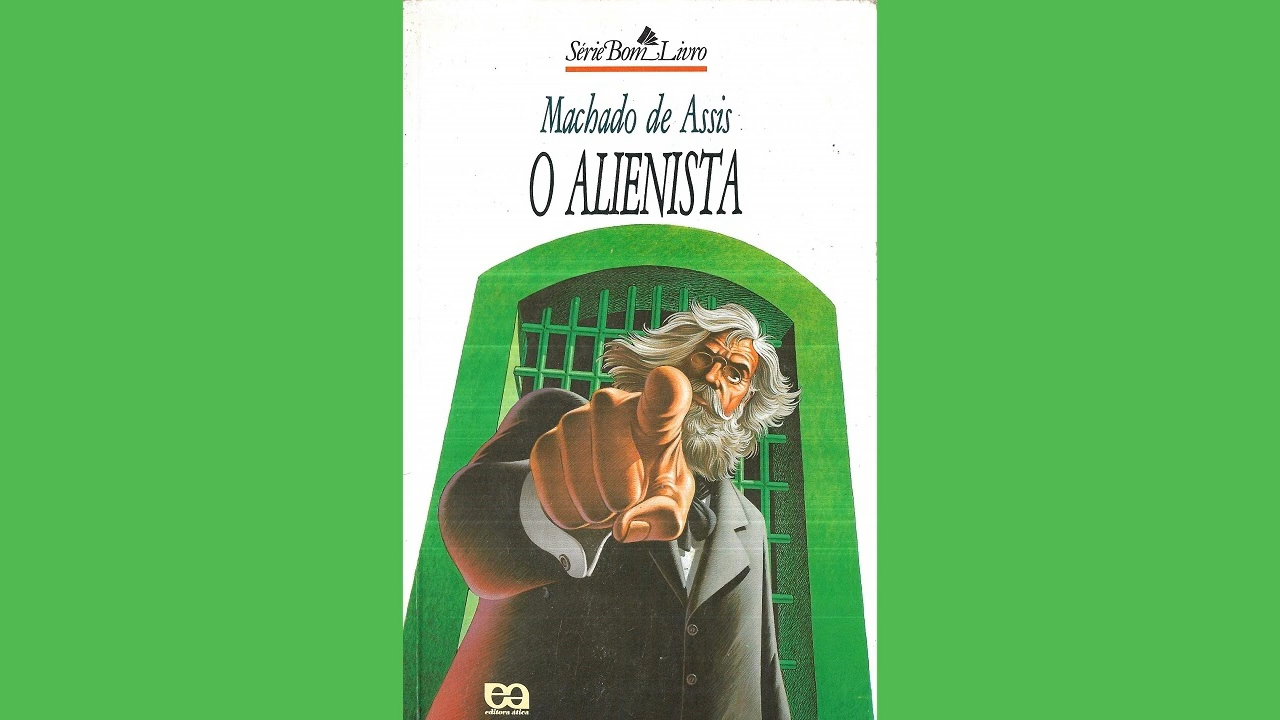 Série Bom Livro
Machado de Assis
O ALIENISTA
editora ática